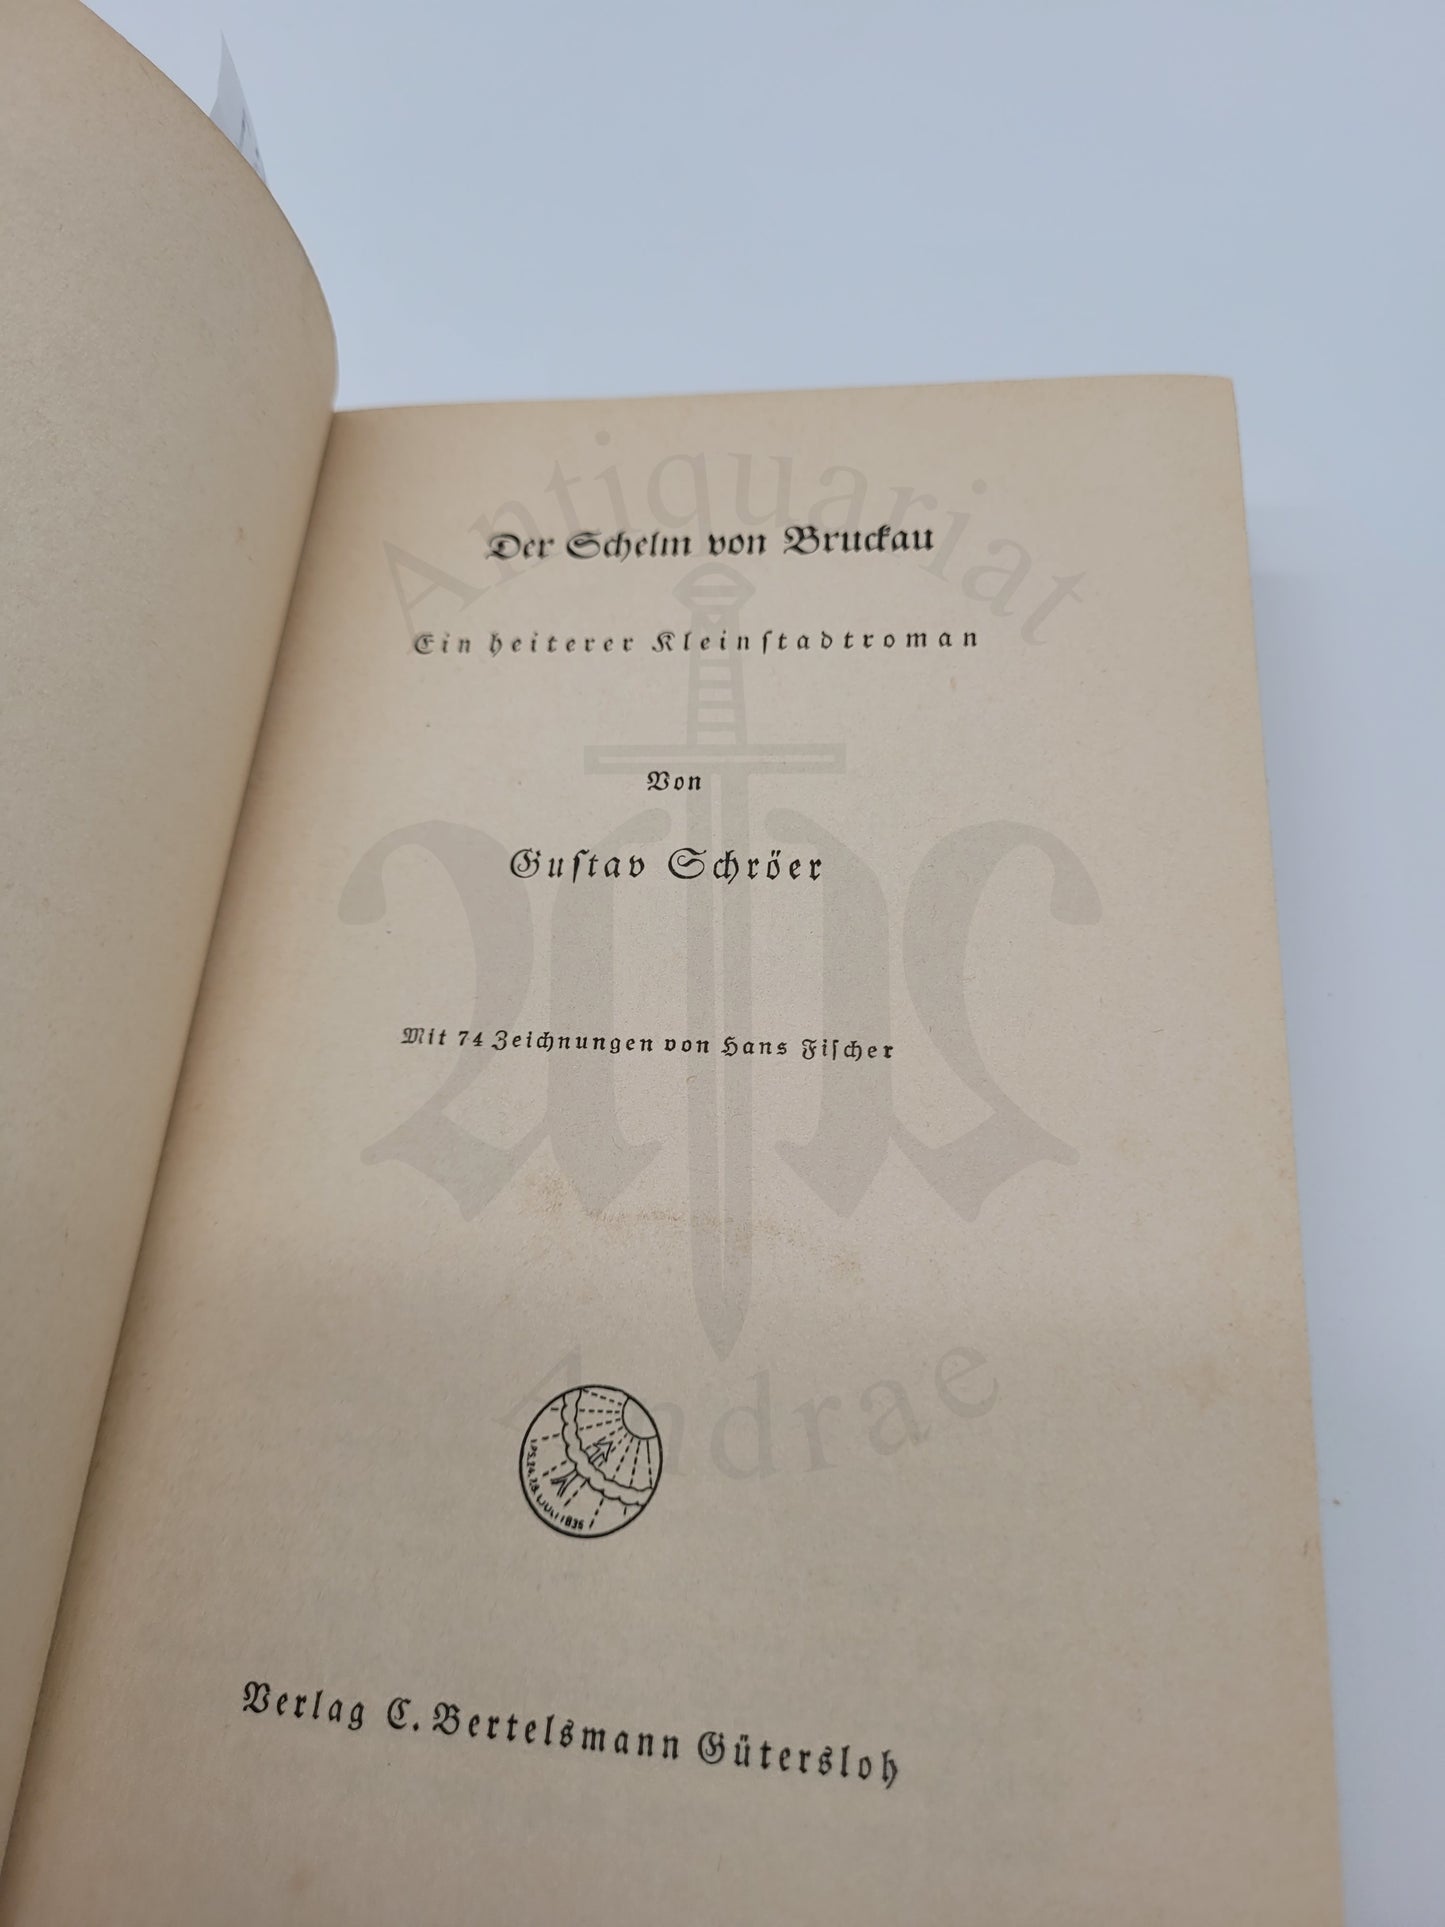 Antiquariat
Der Schelm von Bruckau
Ein heiterer Kleinſtadtroman
Von
Guſtav Schröer
Mit 74 Zeichnungen von Hans Fiſcher
Andrae
1836
Verlag C. Bertelsmann Gütersloh